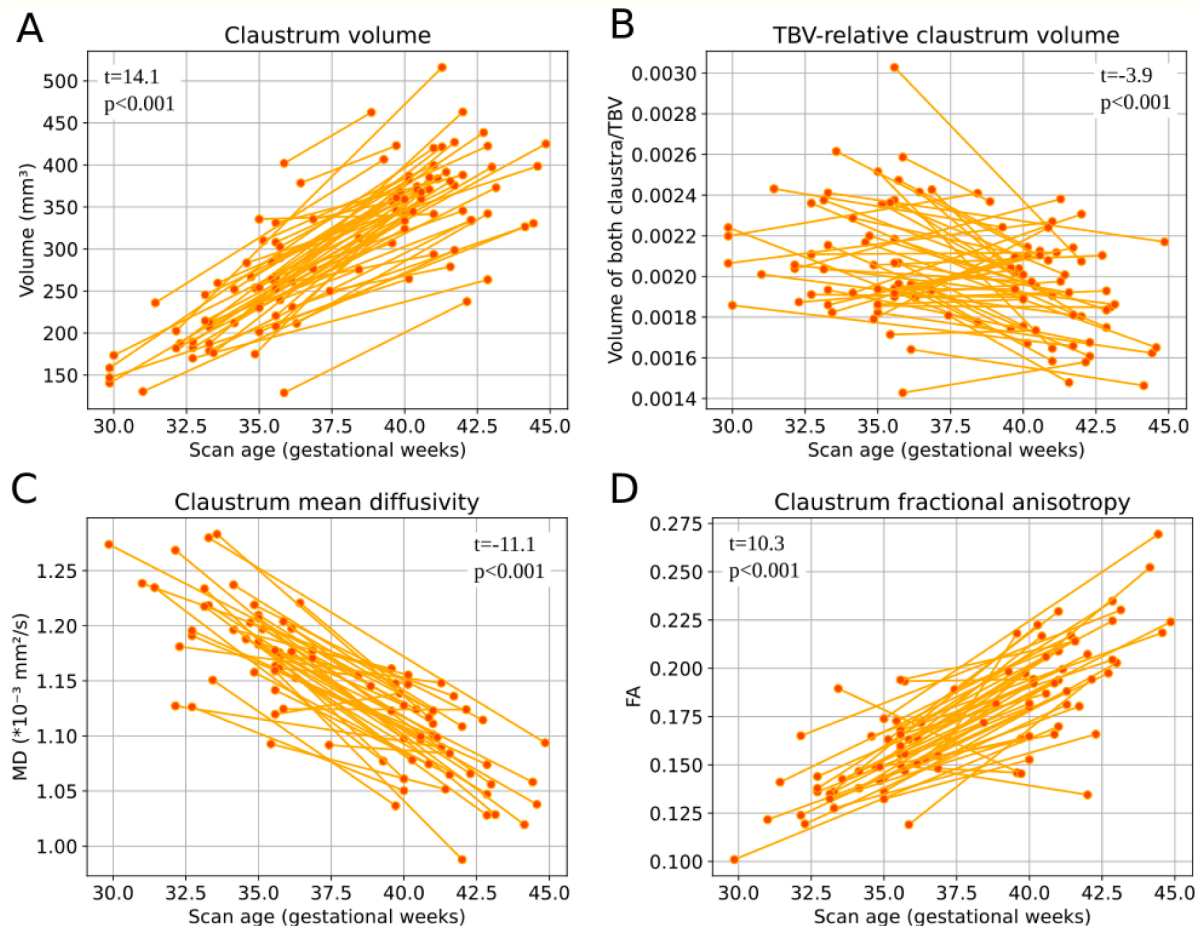 A
Claustrum volume
t=14.1
p<0.001
Volume (mm³)
500
450
400
350
300
250
200
150
30.0 32.5 35.0 37.5 40.0 42.5 45.0
Scan age (gestational weeks)
B
TBV-relative claustrum volume
t=-3.9
p<0.001
Volume of both claustra/TBV
0.0030
0.0028
0.0026
0.0024
0.0022
0.0020
0.0018
0.0016
0.0014
30.0 32.5 35.0 37.5 40.0 42.5 45.0
Scan age (gestational weeks)
C
Claustrum mean diffusivity
t=-11.1
p<0.001
MD (*10⁻³ mm²/s)
1.25
1.20
1.15
1.10
1.05
1.00
30.0 32.5 35.0 37.5 40.0 42.5 45.0
Scan age (gestational weeks)
D
Claustrum fractional anisotropy
t=10.3
p<0.001
FA
0.275
0.250
0.225
0.200
0.175
0.150
0.125
0.100
30.0 32.5 35.0 37.5 40.0 42.5 45.0
Scan age (gestational weeks)